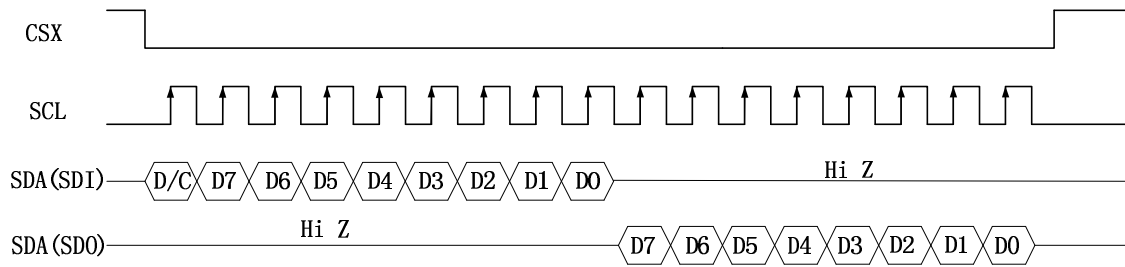 CSX
SCL
SDA(SDI) D/C D7 D6 D5 D4 D3 D2 D1 D0 Hi Z
SDA(SDO) Hi Z D7 D6 D5 D4 D3 D2 D1 D0